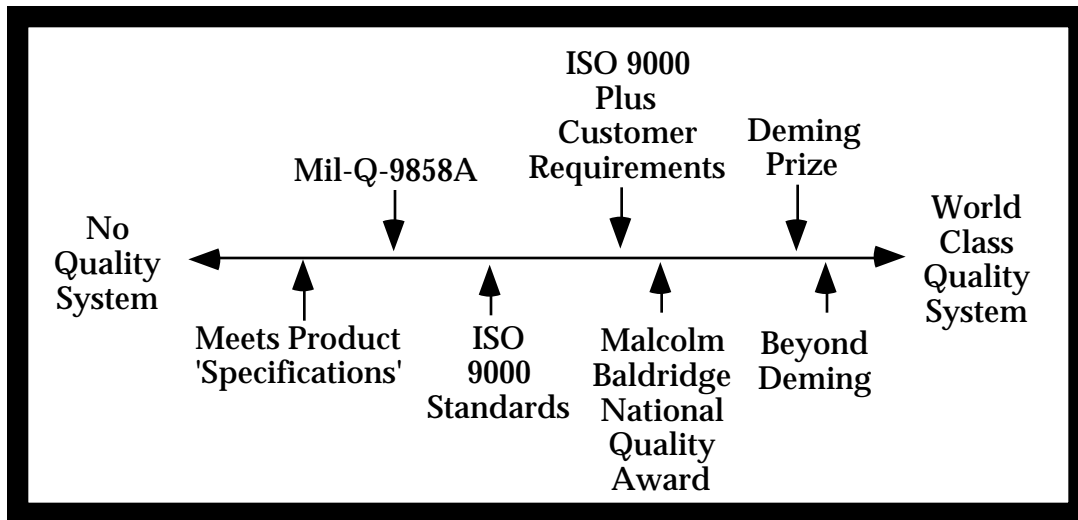 ISO 9000
Plus
Customer
Requirements
Deming
Prize
Mil-Q-9858A
No
Quality
System
World
Class
Quality
System
Meets Product
'Specifications'
ISO
9000
Standards
Malcolm
Baldridge
National
Quality
Award
Beyond
Deming